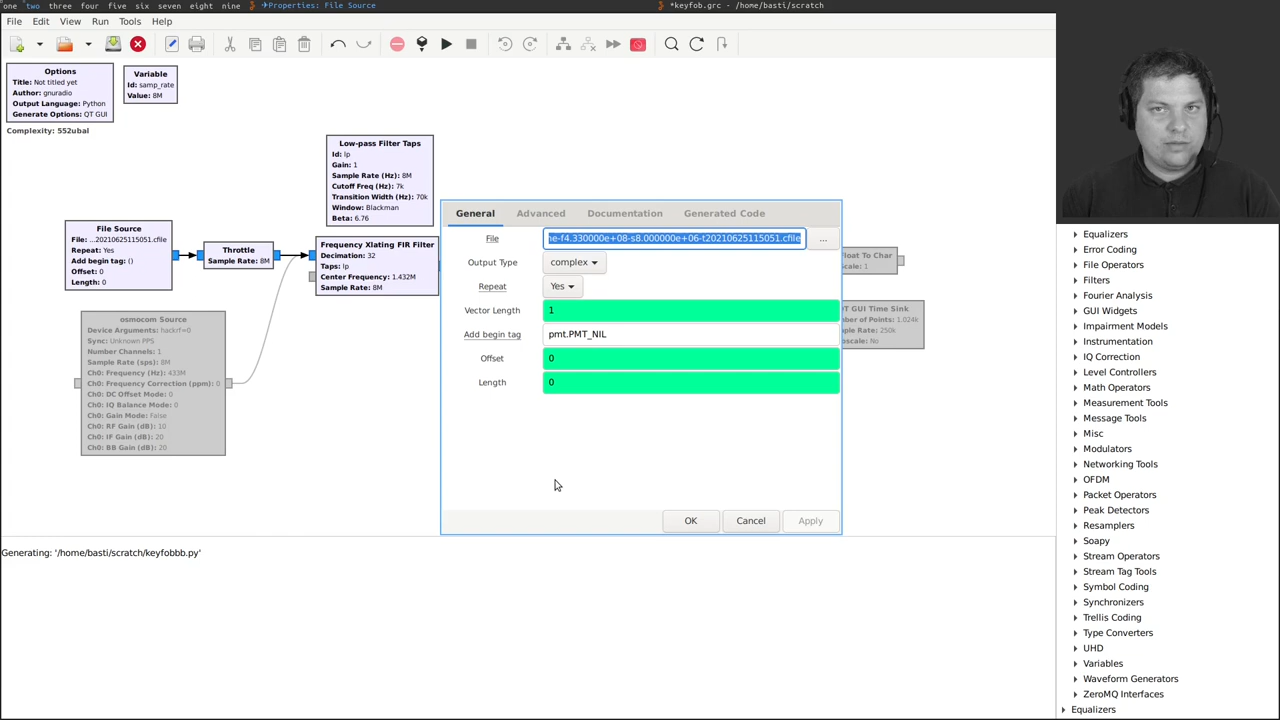 one two three four five six seven eight nine ✈Properties: File Source
*keyfob.grc - /home/basti/scratch
File Edit View Run Tools Help
Options
Title: Not titled yet
Author: gnuradio
Output Language: Python
Generate Options: QT GUI
Variable
Id: samp_rate
Value: 8M
Complexity: 552ubal
Low-pass Filter Taps
Id: lp
Gain: 1
Sample Rate (Hz): 8M
Cutoff Freq (Hz): 7k
Transition Width (Hz): 70k
Window: Blackman
Beta: 6.76
File Source
File: ...20210625115051.cfile
Repeat: Yes
Add begin tag: ()
Offset: 0
Length: 0
Throttle
Sample Rate: 8M
Frequency Xlating FIR Filter
Decimation: 32
Taps: lp
Center Frequency: 1.432M
Sample Rate: 8M
osmocom Source
Device Arguments: hackrf=0
Sync: Unknown PPS
Number Channels: 1
Sample Rate (sps): 8M
Ch0: Frequency (Hz): 433M
Ch0: Frequency Correction (ppm): 0
Ch0: DC Offset Mode: 0
Ch0: IQ Balance Mode: 0
Ch0: Gain Mode: False
Ch0: RF Gain (dB): 10
Ch0: IF Gain (dB): 20
Ch0: BB Gain (dB): 20
General Advanced Documentation Generated Code
File
ne-f4.330000e+08-s8.000000e+06-t20210625115051.cfile
...
Output Type complex
Repeat Yes
Vector Length 1
Add begin tag pmt.PMT_NIL
Offset 0
Length 0
OK Cancel Apply
Float To Char
Scale: 1
QT GUI Time Sink
Number of Points: 1.024k
Sample Rate: 250k
Autoscale: No
Generating: '/home/basti/scratch/keyfobbb.py'
Equalizers
Error Coding
File Operators
Filters
Fourier Analysis
GUI Widgets
Impairment Models
Instrumentation
IQ Correction
Level Controllers
Math Operators
Measurement Tools
Message Tools
Misc
Modulators
Networking Tools
OFDM
Packet Operators
Peak Detectors
Resamplers
Soapy
Stream Operators
Stream Tag Tools
Symbol Coding
Synchronizers
Trellis Coding
Type Converters
UHD
Variables
Waveform Generators
ZeroMQ Interfaces
Equalizers